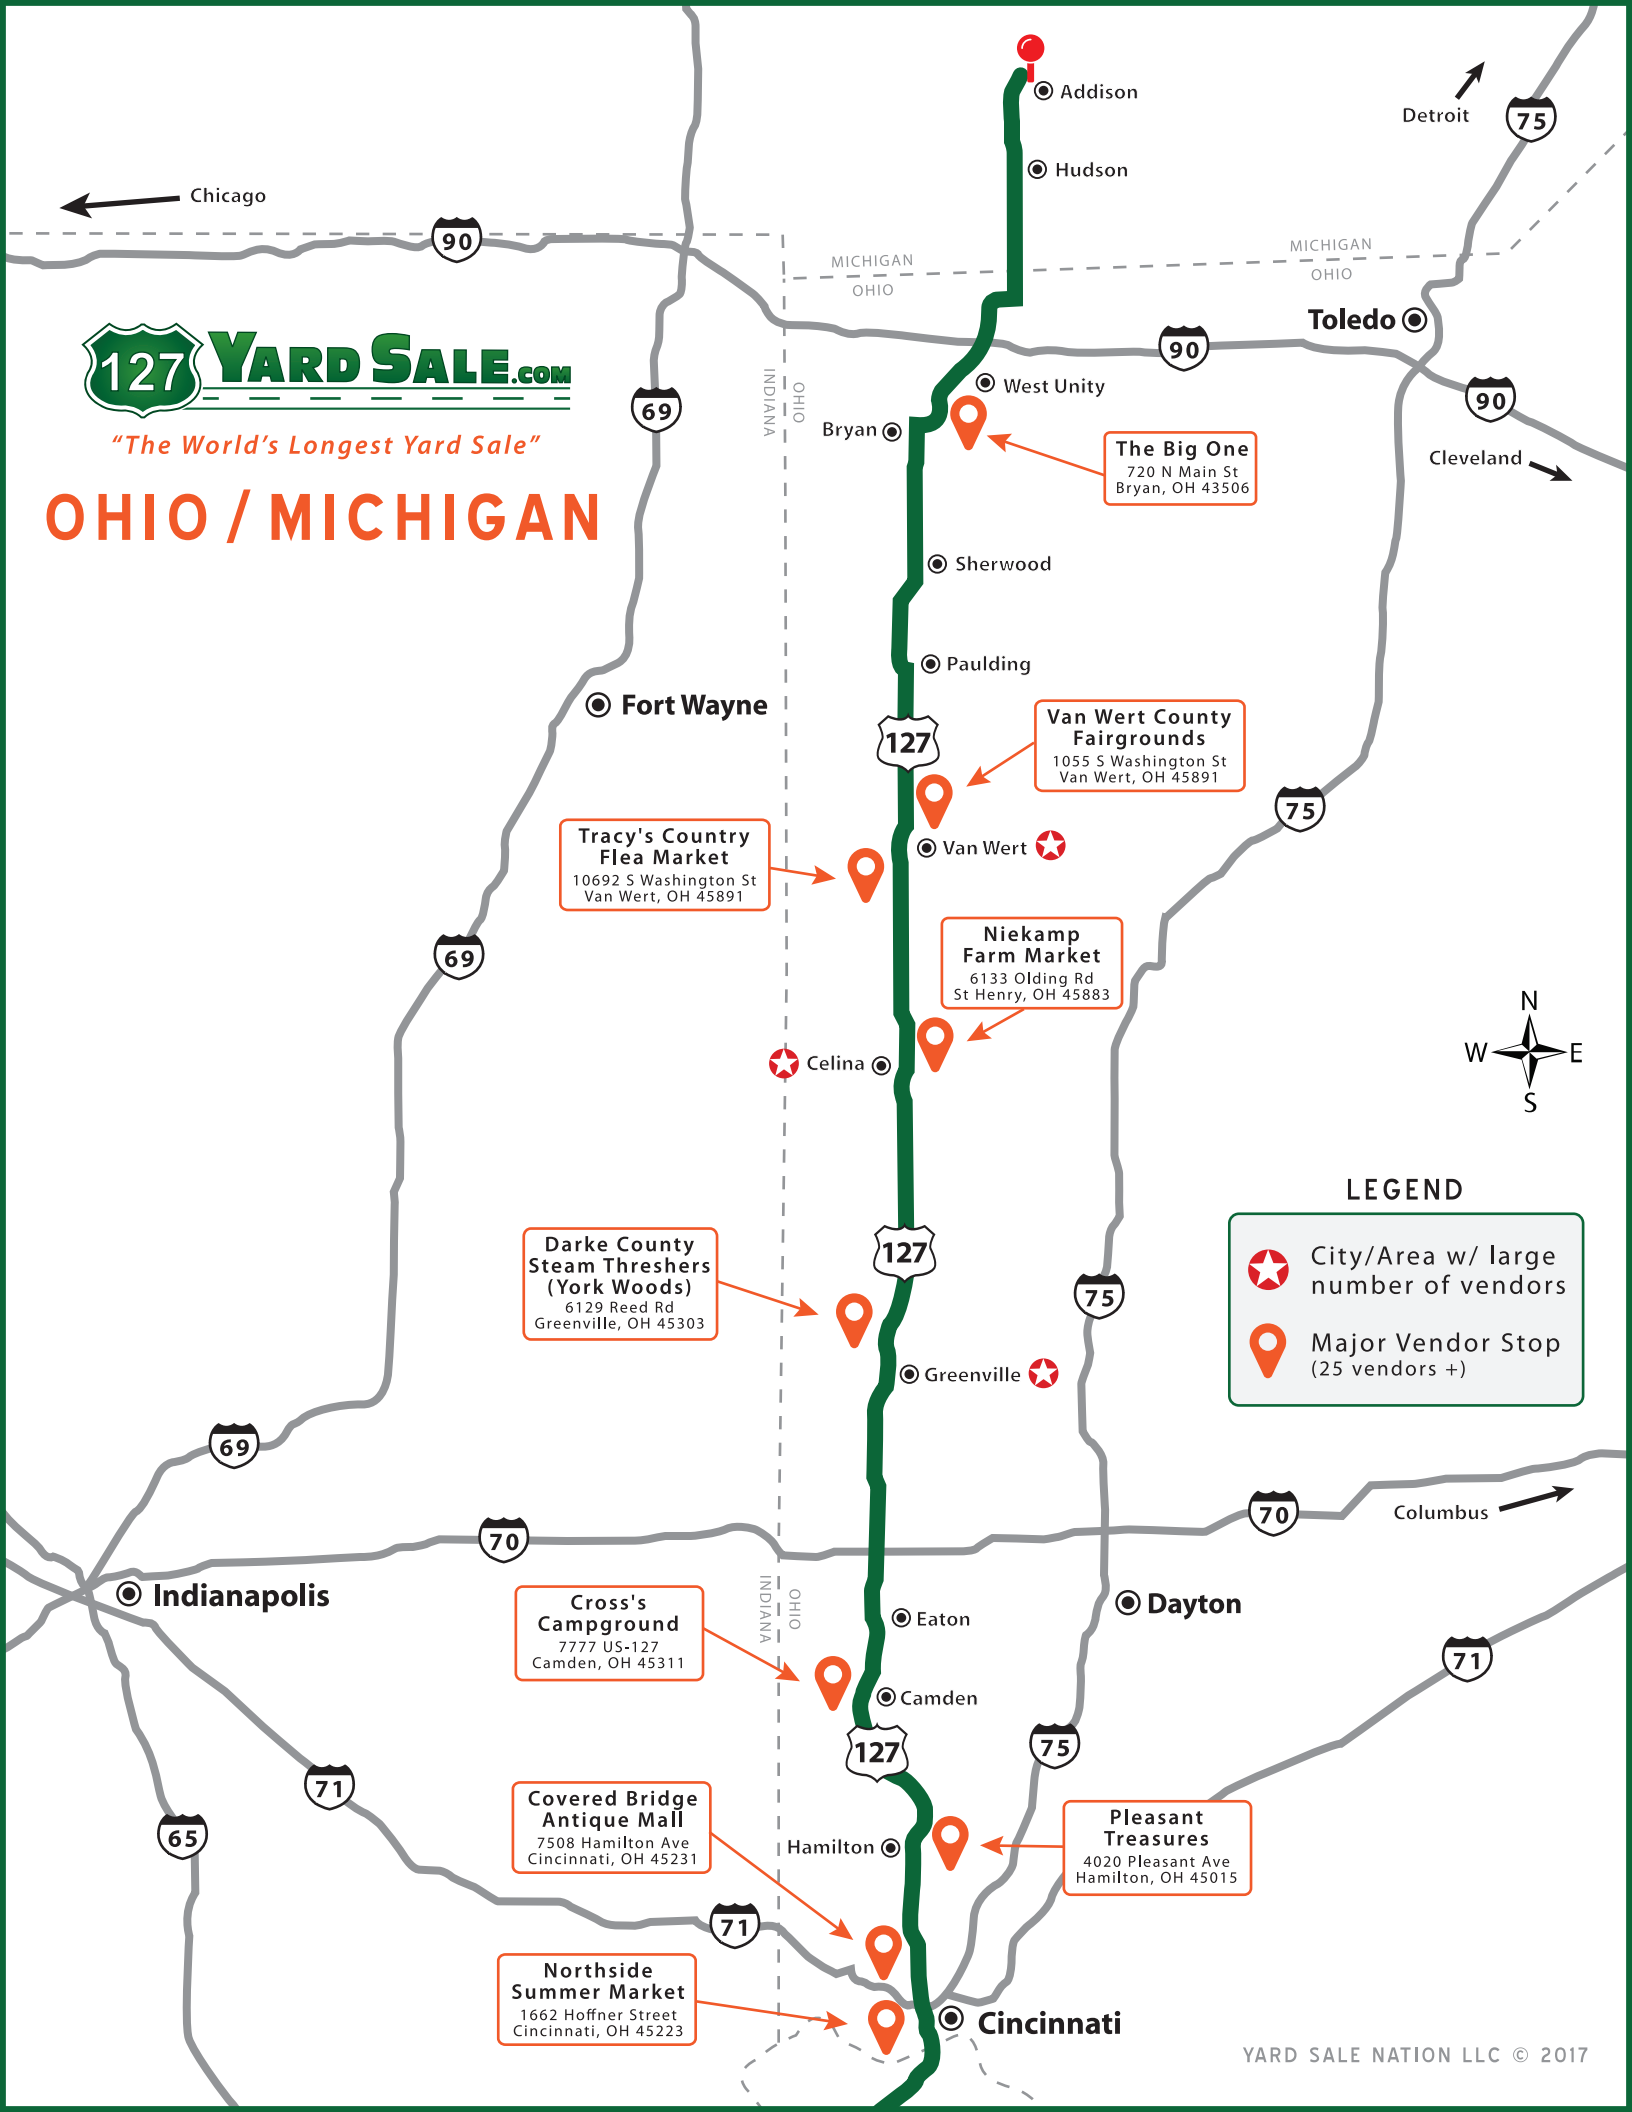 Addison
Detroit
75
Hudson
Chicago
90
MICHIGAN
OHIO
MICHIGAN
OHIO
Toledo
90
127 YARD SALE.COM
"The World's Longest Yard Sale"
OHIO / MICHIGAN
69
INDIANA
OHIO
West Unity
90
Bryan
The Big One
720 N Main St
Bryan, OH 43506
Cleveland
Sherwood
Paulding
Fort Wayne
127
Van Wert County
Fairgrounds
1055 S Washington St
Van Wert, OH 45891
75
Tracy's Country
Flea Market
10692 S Washington St
Van Wert, OH 45891
Van Wert
69
Niekamp
Farm Market
6133 Olding Rd
St Henry, OH 45883
N
W E
S
Celina
LEGEND
City/Area w/ large
number of vendors
Major Vendor Stop
(25 vendors +)
127
Darke County
Steam Threshers
(York Woods)
6129 Reed Rd
Greenville, OH 45303
75
Greenville
69
70
70
Columbus
Indianapolis
INDIANA
OHIO
Cross's
Campground
7777 US-127
Camden, OH 45311
Eaton
Dayton
71
Camden
127
75
71
65
Covered Bridge
Antique Mall
7508 Hamilton Ave
Cincinnati, OH 45231
Hamilton
Pleasant
Treasures
4020 Pleasant Ave
Hamilton, OH 45015
71
Northside
Summer Market
1662 Hoffner Street
Cincinnati, OH 45223
Cincinnati
YARD SALE NATION LLC © 2017